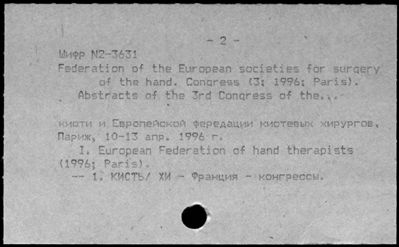 - 2 -
Шифр N2-3631
Federation of the European societies for surgery
of the hand. Congress (3; 1996; Paris).
Abstracts of the 3rd Congress of the...
кисти и Европейской федерации кистевых хирургов,
Париж, 10-13 апр. 1996 г.
I. European Federation of hand therapists
(1996; Paris).
-- 1. КИСТЬ/ ХИ - Франция - конгрессы.